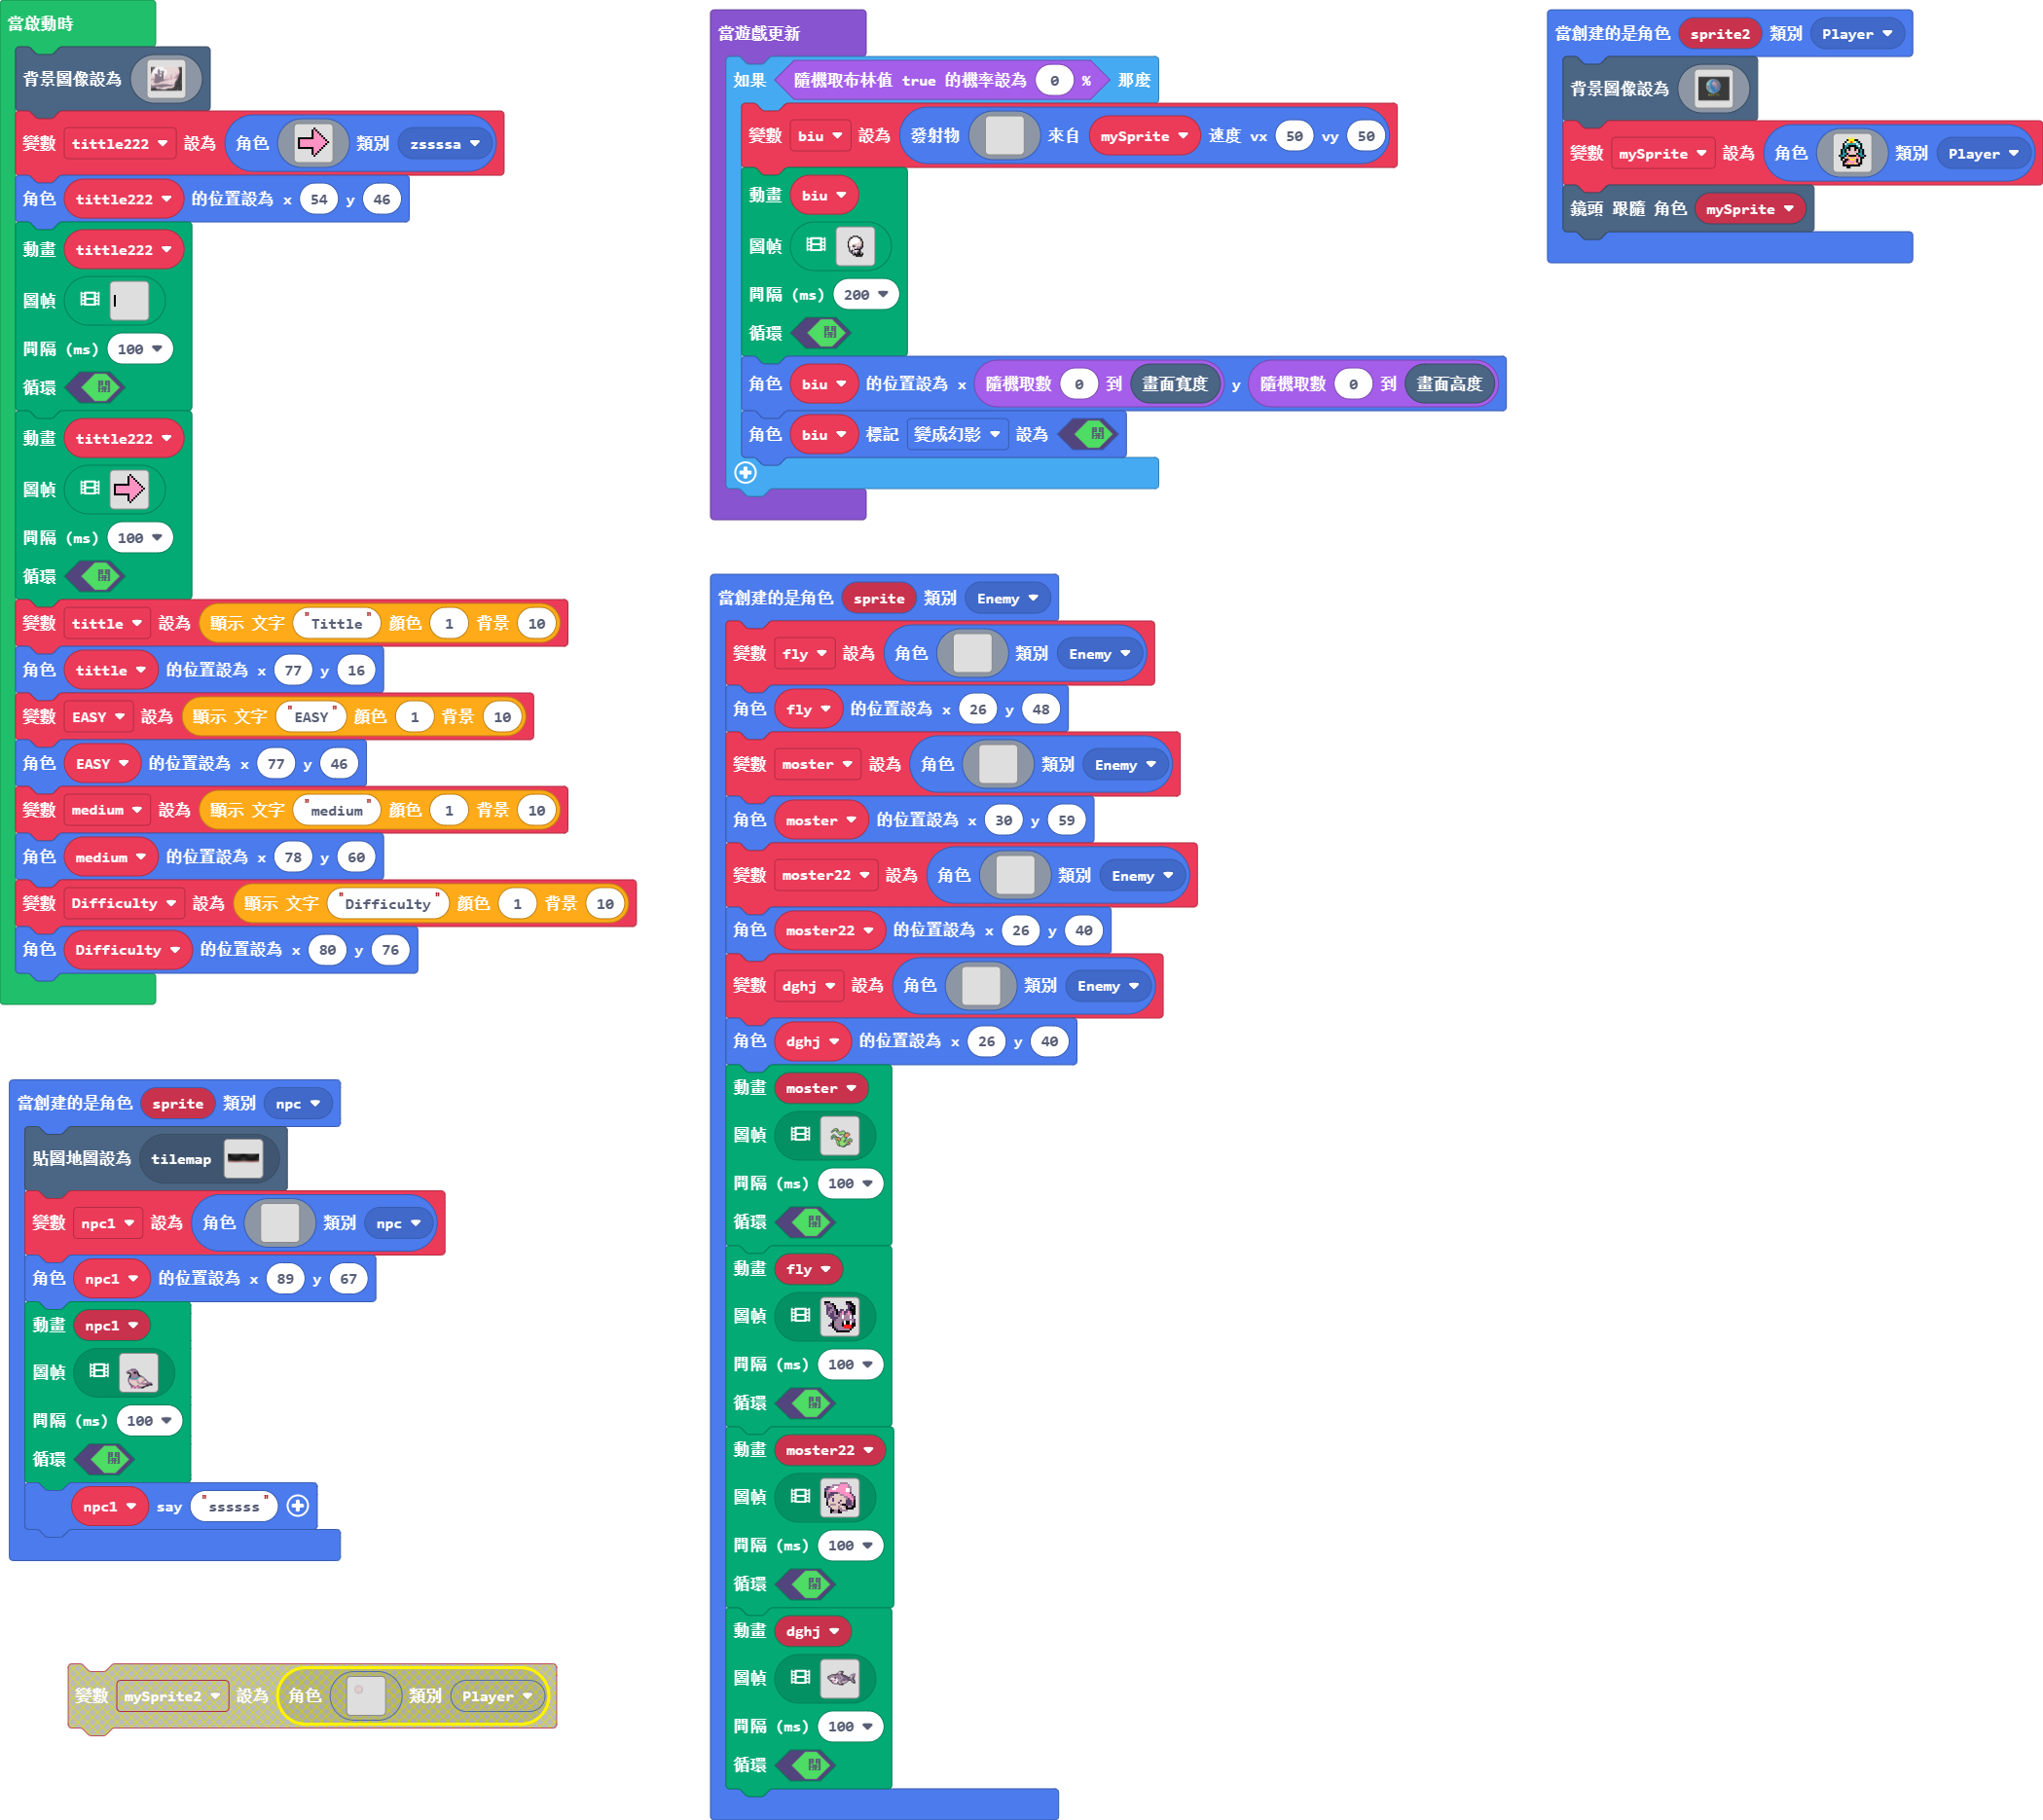 當啟動時
背景圖像設為
變數 tittle222 設為 角色 類別 zssssa
角色 tittle222 的位置設為 x 54 y 46
動畫 tittle222
圖幀
間隔 (ms) 100
循環 開
動畫 tittle222
圖幀
間隔 (ms) 100
循環 開
變數 tittle 設為 顯示 文字 "Tittle" 顏色 1 背景 10
角色 tittle 的位置設為 x 77 y 16
變數 EASY 設為 顯示 文字 "EASY" 顏色 1 背景 10
角色 EASY 的位置設為 x 77 y 46
變數 medium 設為 顯示 文字 "medium" 顏色 1 背景 10
角色 medium 的位置設為 x 78 y 60
變數 Difficulty 設為 顯示 文字 "Difficulty" 顏色 1 背景 10
角色 Difficulty 的位置設為 x 80 y 76
當創建的是角色 sprite 類別 npc
貼圖地圖設為 tilemap
變數 npc1 設為 角色 類別 npc
角色 npc1 的位置設為 x 89 y 67
動畫 npc1
圖幀
間隔 (ms) 100
循環 開
npc1 say "ssssss"
變數 mySprite2 設為 角色 類別 Player
當遊戲更新
如果 隨機取布林值 true 的機率設為 0 % 那麼
變數 biu 設為 發射物 來自 mySprite 速度 vx 50 vy 50
動畫 biu
圖幀
間隔 (ms) 200
循環 開
角色 biu 的位置設為 x 隨機取數 0 到 畫面寬度 y 隨機取數 0 到 畫面高度
角色 biu 標記 變成幻影 設為 開
當創建的是角色 sprite 類別 Enemy
變數 fly 設為 角色 類別 Enemy
角色 fly 的位置設為 x 26 y 48
變數 moster 設為 角色 類別 Enemy
角色 moster 的位置設為 x 30 y 59
變數 moster22 設為 角色 類別 Enemy
角色 moster22 的位置設為 x 26 y 40
變數 dghj 設為 角色 類別 Enemy
角色 dghj 的位置設為 x 26 y 40
動畫 moster
圖幀
間隔 (ms) 100
循環 開
動畫 fly
圖幀
間隔 (ms) 100
循環 開
動畫 moster22
圖幀
間隔 (ms) 100
循環 開
動畫 dghj
圖幀
間隔 (ms) 100
循環 開
當創建的是角色 sprite2 類別 Player
背景圖像設為
變數 mySprite 設為 角色 類別 Player
鏡頭 跟隨 角色 mySprite